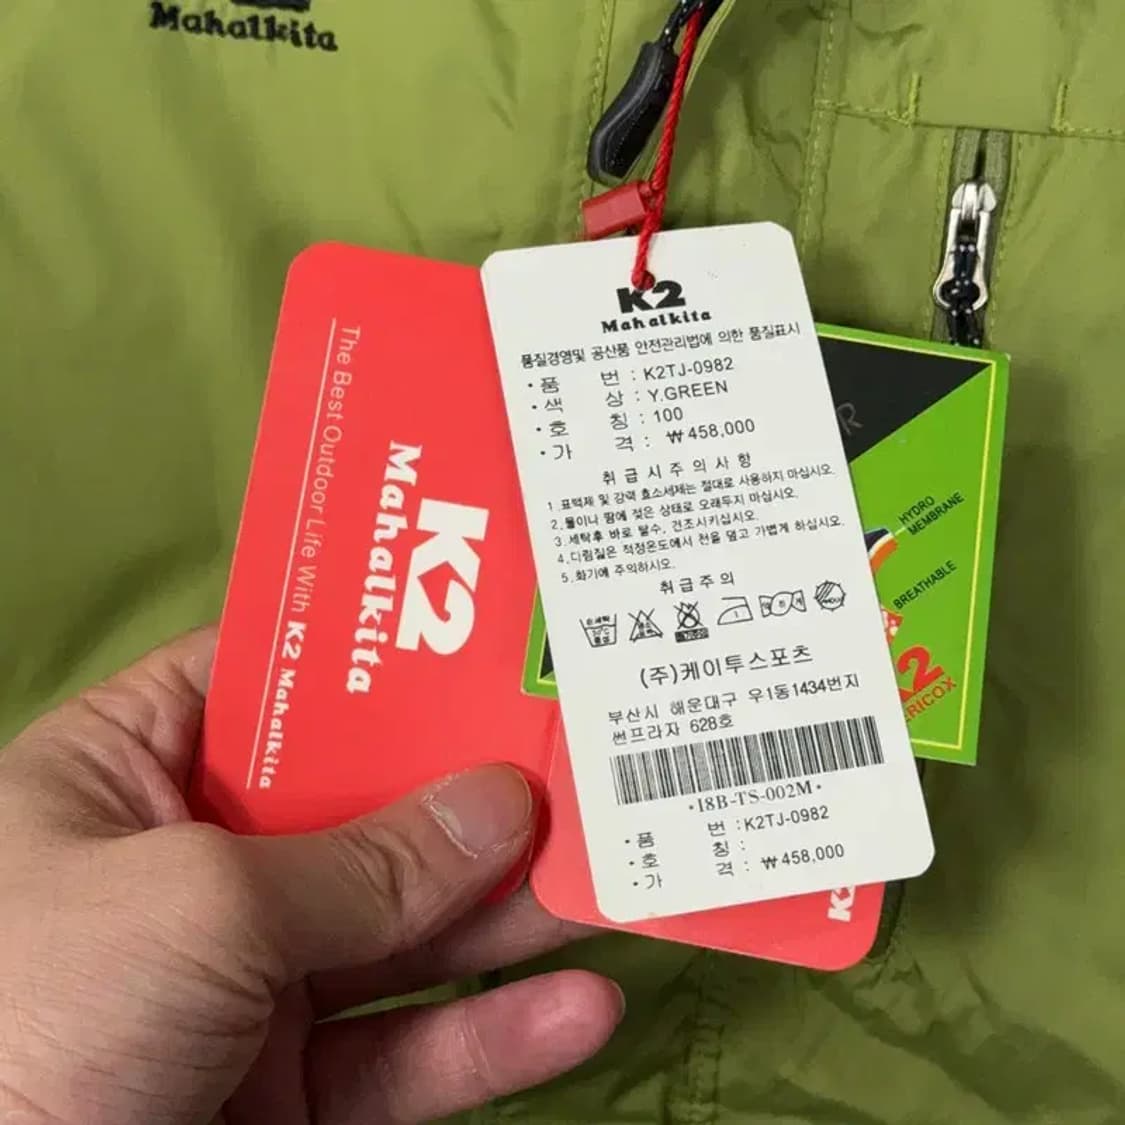 Mahalkita
K2
Mahalkita
품질경영및 공산품 안전관리법에 의한 품질표시
·품 번 : K2TJ-0982
·색 상 : Y.GREEN
·호 칭 : 100
·가 격 : ₩458,000
취급시주의사항
1. 표백제 및 강력 효소세제는 절대로 사용하지 마십시오.
2. 물이나 땀에 젖은 상태로 오래두지 마십시오.
3. 세탁후 바로 탈수, 건조시키십시오.
4. 다림질은 적정온도에서 천을 덮고 가볍게 하십시오.
5. 화기에 주의하시오.
취급주의
(주)케이투스포츠
부산시 해운대구 우1동1434번지
썬프라자 628호
·I8B-TS-002M·
·품 번 : K2TJ-0982
·호 칭 :
·가 격 : ₩458,000
The Best Outdoor Life With K2 Mahalkita
K2
Mahalkita
HYDRO
MEMBRANE
BREATHABLE
K2